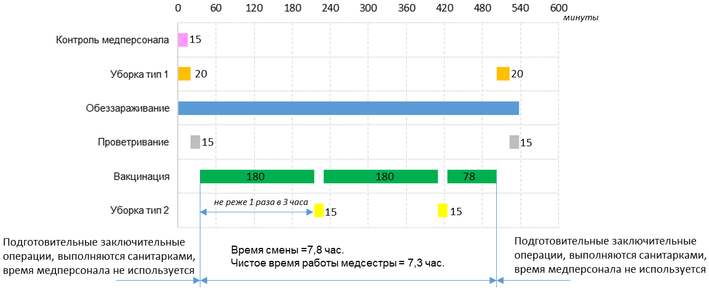 0 60 120 180 240 300 360 420 480 540 600
минуты
Контроль медперсонала 15
Уборка тип 1 20 20
Обеззараживание
Проветривание 15 15
Вакцинация 180 180 78
не реже 1 раза в 3 часа
Уборка тип 2 15 15
Подготовительные заключительные
операции, выполняются санитарками,
время медперсонала не используется
Время смены =7,8 час.
Чистое время работы медсестры = 7,3 час.
Подготовительные заключительные
операции, выполняются санитарками,
время медперсонала не используется